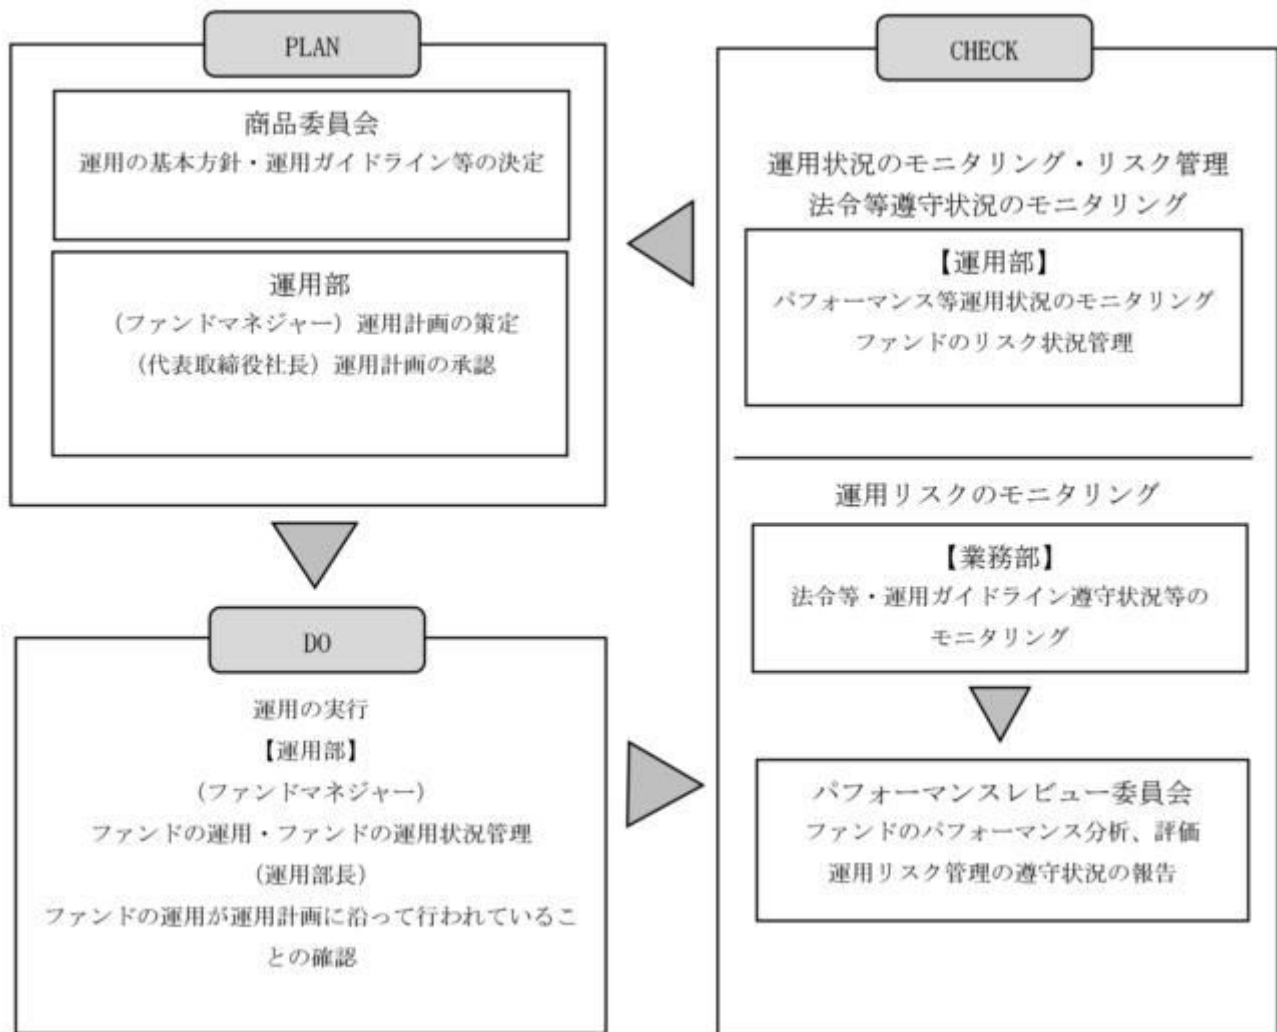 PLAN
商品委員会
運用の基本方針・運用ガイドライン等の決定
運用部
(ファンドマネジャー)運用計画の策定
(代表取締役社長)運用計画の承認
DO
運用の実行
【運用部】
(ファンドマネジャー)
ファンドの運用・ファンドの運用状況管理
(運用部長)
ファンドの運用が運用計画に沿って行われているこ
との確認
CHECK
運用状況のモニタリング・リスク管理
法令等遵守状況のモニタリング
【運用部】
パフォーマンス等運用状況のモニタリング
ファンドのリスク状況管理
運用リスクのモニタリング
【業務部】
法令等・運用ガイドライン遵守状況等の
モニタリング
パフォーマンスレビュー委員会
ファンドのパフォーマンス分析、評価
運用リスク管理の遵守状況の報告